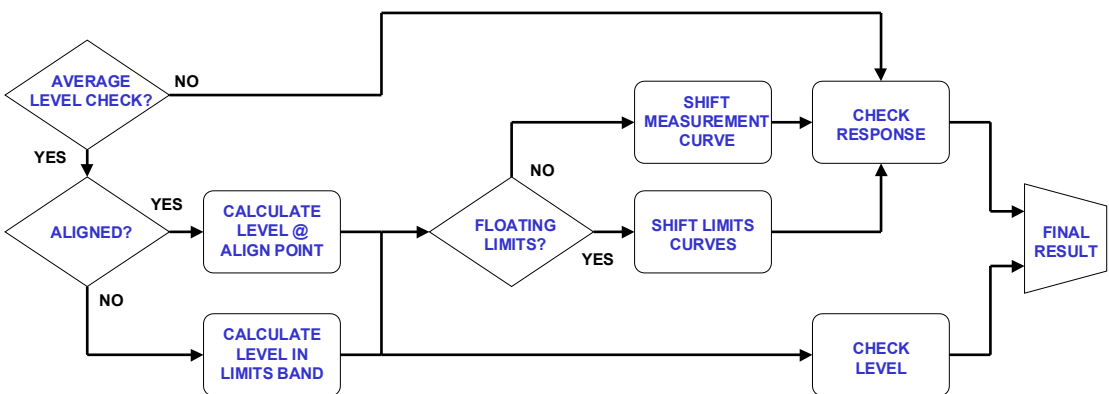 AVERAGE
LEVEL CHECK?
NO
YES
ALIGNED?
YES
NO
CALCULATE
LEVEL @
ALIGN POINT
CALCULATE
LEVEL IN
LIMITS BAND
FLOATING
LIMITS?
NO
YES
SHIFT
MEASUREMENT
CURVE
SHIFT LIMITS
CURVES
CHECK
RESPONSE
CHECK
LEVEL
FINAL
RESULT